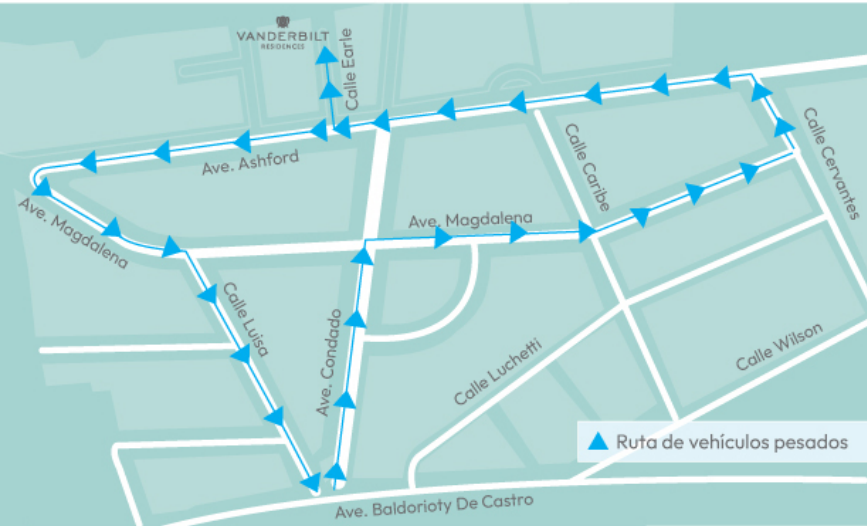 VANDERBILT
RESIDENCES
Calle Earle
Ave. Ashford
Calle Caribe
Calle Cervantes
Ave. Magdalena
Ave. Magdalena
Calle Luisa
Ave. Condado
Calle Luchetti
Calle Wilson
Ruta de vehículos pesados
Ave. Baldorioty De Castro